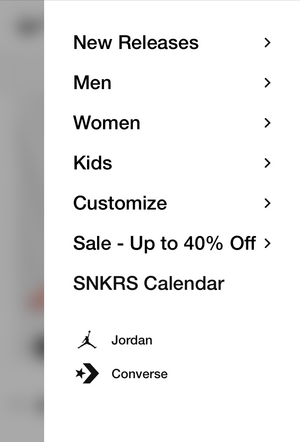 New Releases
Men
Women
Kids
Customize
Sale - Up to 40% Off
SNKRS Calendar
Jordan
Converse